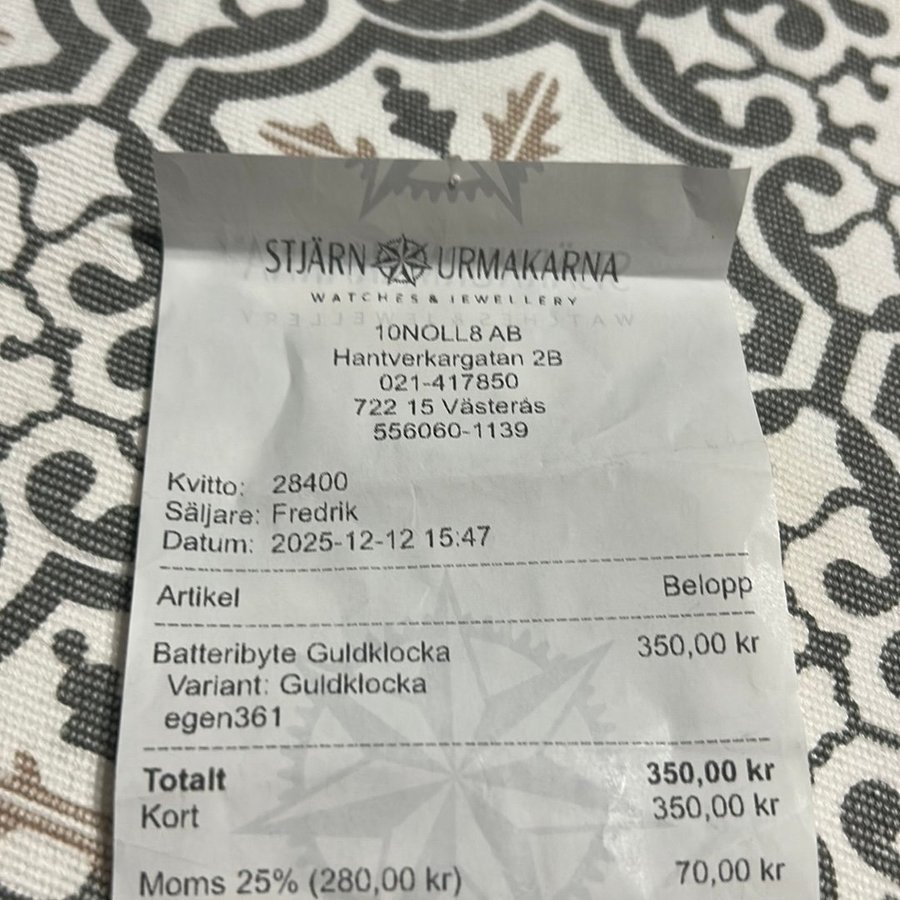 STJÄRN URMAKARNA
WATCHES & JEWELLERY
10NOLL8 AB
Hantverkargatan 2B
021-417850
722 15 Västerås
556060-1139
Kvitto: 28400
Säljare: Fredrik
Datum: 2025-12-12 15:47
Artikel Belopp
Batteribyte Guldklocka 350,00 kr
Variant: Guldklocka
egen361
Totalt 350,00 kr
Kort 350,00 kr
Moms 25% (280,00 kr) 70,00 kr